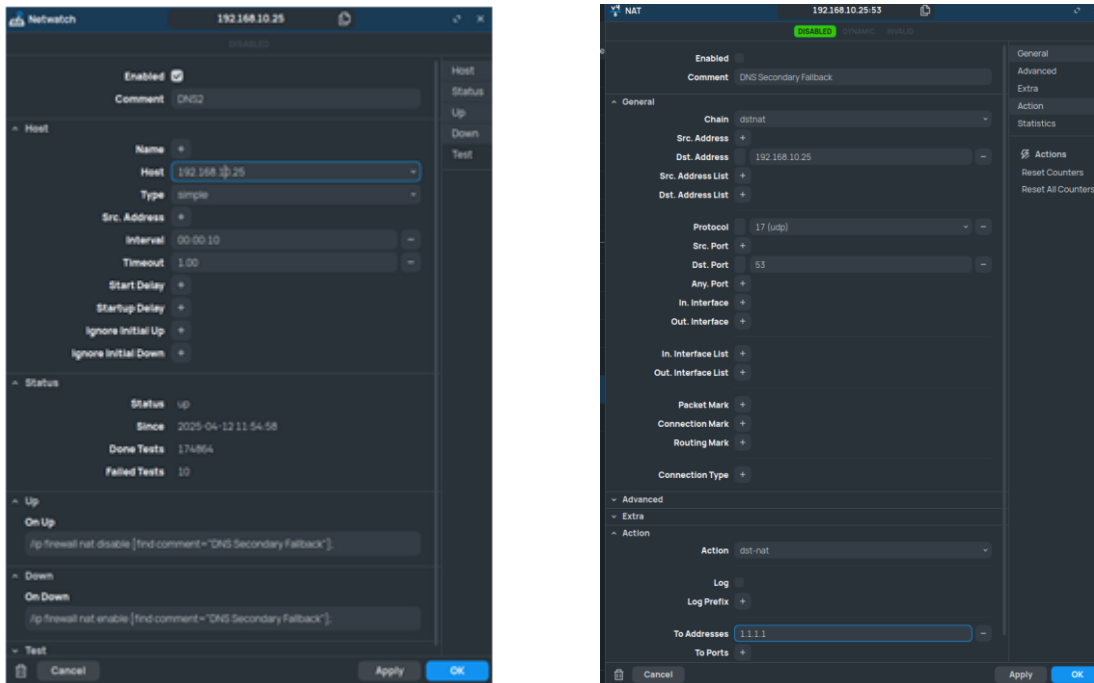 Netwatch
192.168.10.25
DISABLED
Enabled
Comment DNS2
Host
Name +
Host 192.168.10.25
Type simple
Src. Address +
Interval 00:00:10 −
Timeout 1.00 −
Start Delay +
Startup Delay +
Ignore Initial Up +
Ignore Initial Down +
Status
Status up
Since 2025-04-12 11:54:58
Done Tests 174864
Failed Tests 10
Up
On Up
/ip firewall nat disable [find comment="DNS Secondary Fallback"];
Down
On Down
/ip firewall nat enable [find comment="DNS Secondary Fallback"];
Test
Cancel
Apply
OK
Host
Status
Up
Down
Test
NAT
192.168.10.25:53
DISABLED DYNAMIC INVALID
Enabled
Comment DNS Secondary Fallback
General
Chain dstnat
Src. Address +
Dst. Address 192.168.10.25 −
Src. Address List +
Dst. Address List +
Protocol 17 (udp) −
Src. Port +
Dst. Port 53 −
Any. Port +
In. Interface +
Out. Interface +
In. Interface List +
Out. Interface List +
Packet Mark +
Connection Mark +
Routing Mark +
Connection Type +
Advanced
Extra
Action
Action dst-nat
Log
Log Prefix +
To Addresses 1.1.1.1 −
To Ports +
Cancel
Apply
OK
General
Advanced
Extra
Action
Statistics
Actions
Reset Counters
Reset All Counters